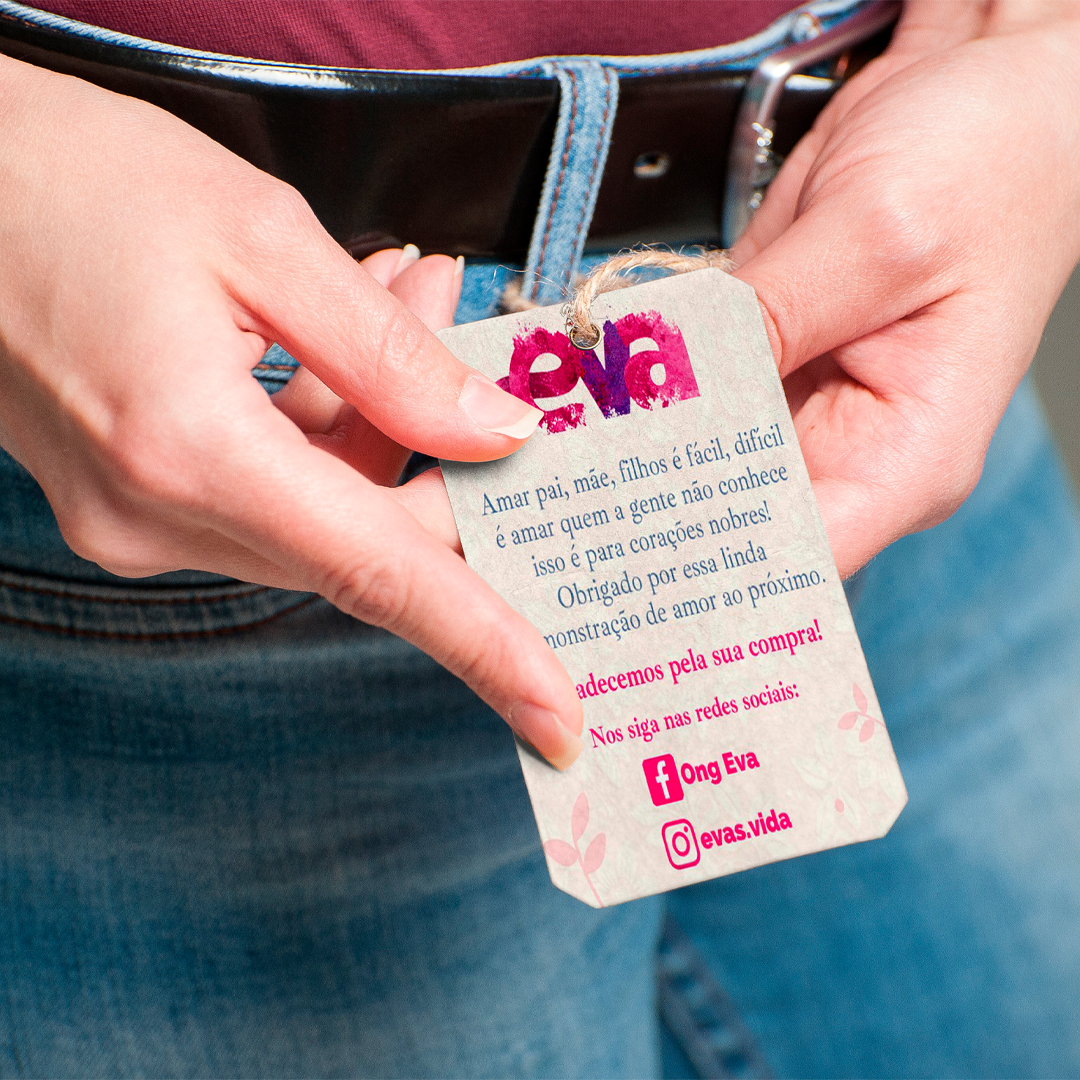 eva
Amar pai, mãe, filhos é fácil, difícil
é amar quem a gente não conhece
isso é para corações nobres!
Obrigado por essa linda
monstração de amor ao próximo.
adecemos pela sua compra!
Nos siga nas redes sociais:
Ong Eva
evas.vida